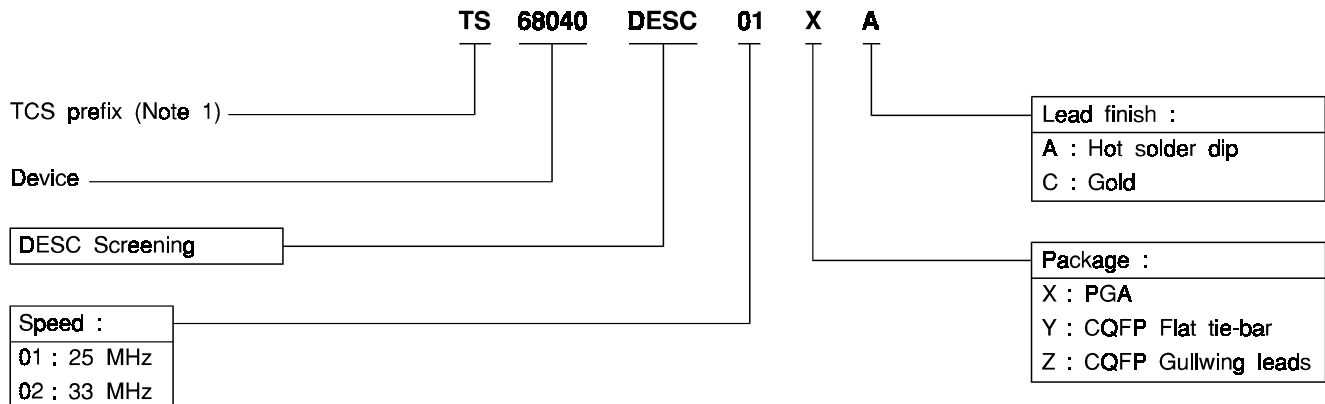 TS 68040 DESC 01 X A
TCS prefix (Note 1)
Device
DESC Screening
Speed :
01 : 25 MHz
02 : 33 MHz
Lead finish :
A : Hot solder dip
C : Gold
Package :
X : PGA
Y : CQFP Flat tie-bar
Z : CQFP Gullwing leads